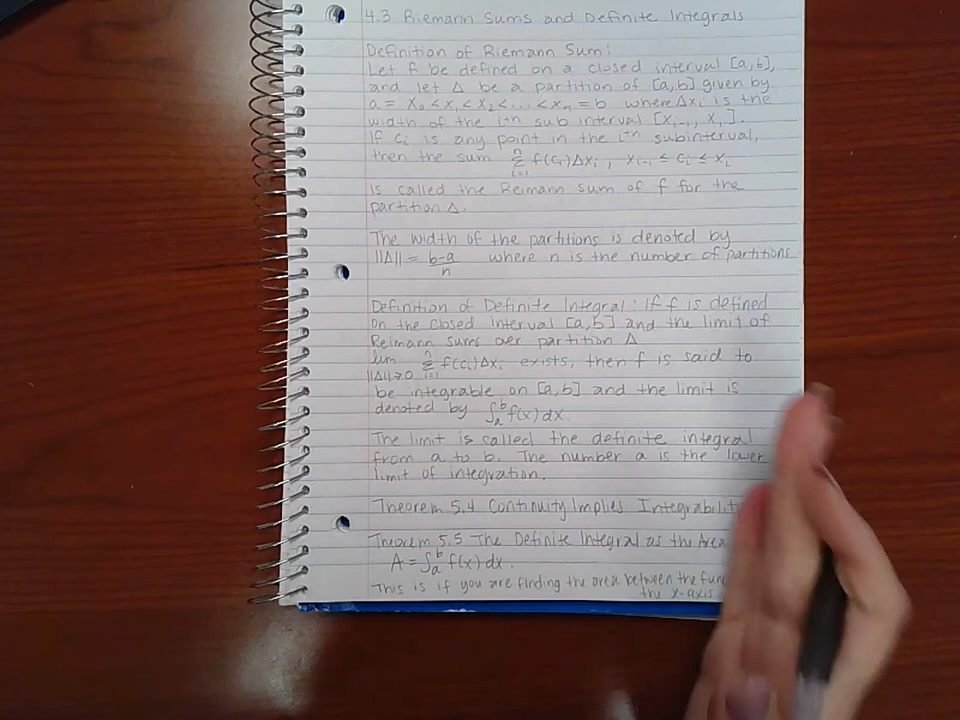 4.3 Riemann Sums and Definite Integrals
Definition of Riemann Sum:
Let f be defined on a closed interval [a,b],
and let Δ be a partition of [a,b] given by
a = x₀ < x₁ < x₂ < ... < xₙ = b where Δxᵢ is the
width of the iᵗʰ sub interval [xᵢ₋₁, xᵢ].
If cᵢ is any point in the iᵗʰ subinterval,
then the sum Σᵢ₌₁ⁿ f(cᵢ)Δxᵢ, xᵢ₋₁ ≤ cᵢ ≤ xᵢ
is called the Reimann sum of f for the
partition Δ.
The width of the partitions is denoted by
||Δ|| = (b-a)/n where n is the number of partitions
Definition of Definite Integral: If f is defined
on the closed interval [a,b] and the limit of
Reimann sums over partition Δ
lim ||Δ||→0 Σᵢ₌₁ⁿ f(cᵢ)Δxᵢ exists, then f is said to
be integrable on [a,b] and the limit is
denoted by ∫ₐᵇ f(x) dx.
The limit is called the definite integral
from a to b. The number a is the lower
limit of integration.
Theorem 5.4 Continuity Implies
Theorem 5.5 The Definite Integral as the Area
A = ∫ₐᵇ f(x) dx.
This is if you are finding the area between the
the x-axis